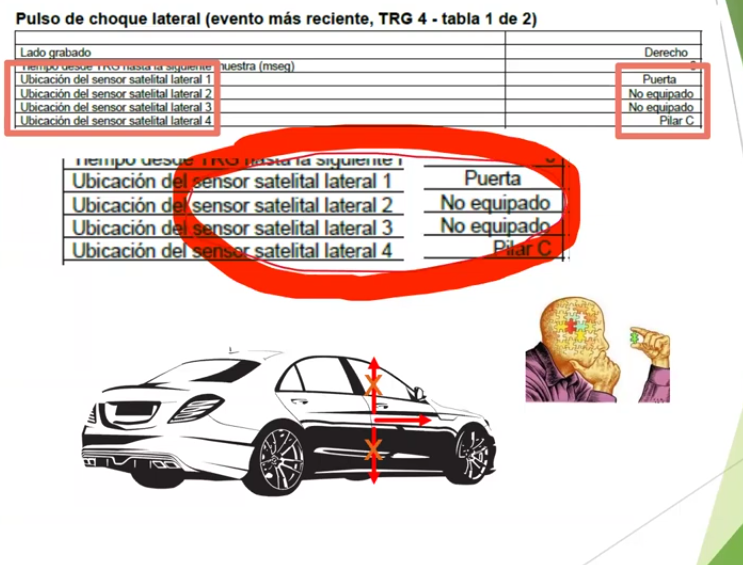 Pulso de choque lateral (evento más reciente, TRG 4 - tabla 1 de 2)
Lado grabado Derecho
Tiempo desde TRG hasta la siguiente muestra (mseg)
Ubicación del sensor satelital lateral 1 Puerta
Ubicación del sensor satelital lateral 2 No equipado
Ubicación del sensor satelital lateral 3 No equipado
Ubicación del sensor satelital lateral 4 Pilar C
Tiempo desde TRG hasta la siguiente
Ubicación del sensor satelital lateral 1 Puerta
Ubicación del sensor satelital lateral 2 No equipado
Ubicación del sensor satelital lateral 3 No equipado
Ubicación del sensor satelital lateral 4 Pilar C
X
X